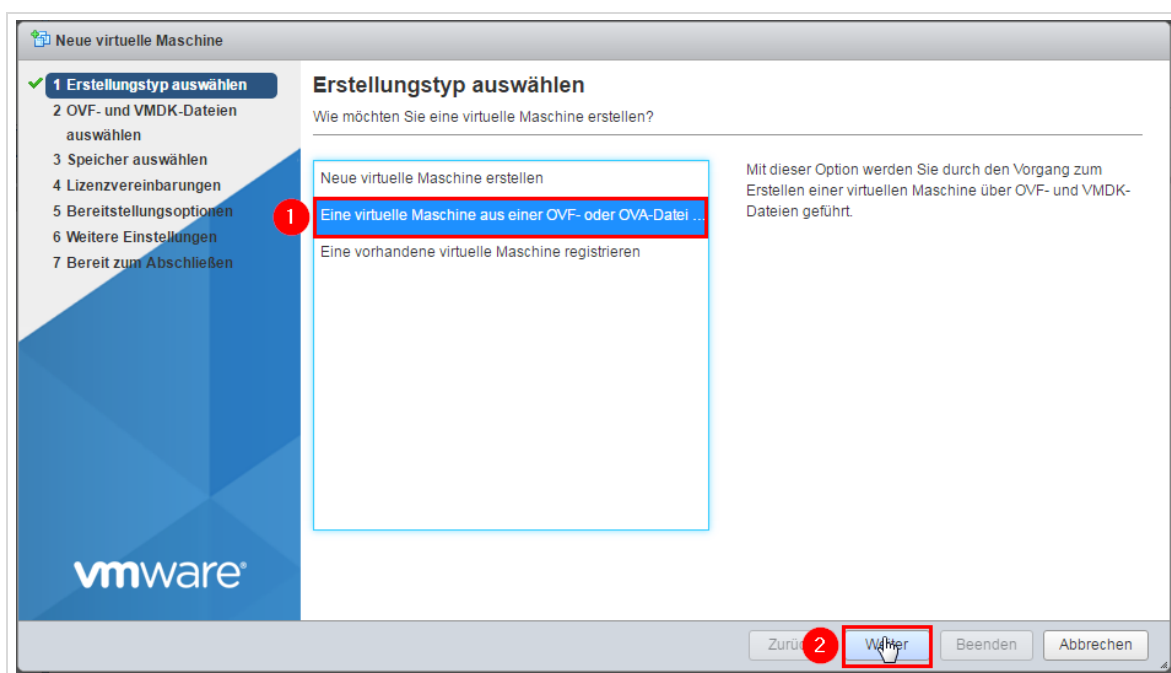 Neue virtuelle Maschine
1 Erstellungstyp auswählen
2 OVF- und VMDK-Dateien
auswählen
3 Speicher auswählen
4 Lizenzvereinbarungen
5 Bereitstellungsoptionen
6 Weitere Einstellungen
7 Bereit zum Abschließen
Erstellungstyp auswählen
Wie möchten Sie eine virtuelle Maschine erstellen?
Neue virtuelle Maschine erstellen
1
Eine virtuelle Maschine aus einer OVF- oder OVA-Datei ...
Eine vorhandene virtuelle Maschine registrieren
Mit dieser Option werden Sie durch den Vorgang zum
Erstellen einer virtuellen Maschine über OVF- und VMDK-
Dateien geführt.
vmware®
2
Weiter
Beenden
Abbrechen